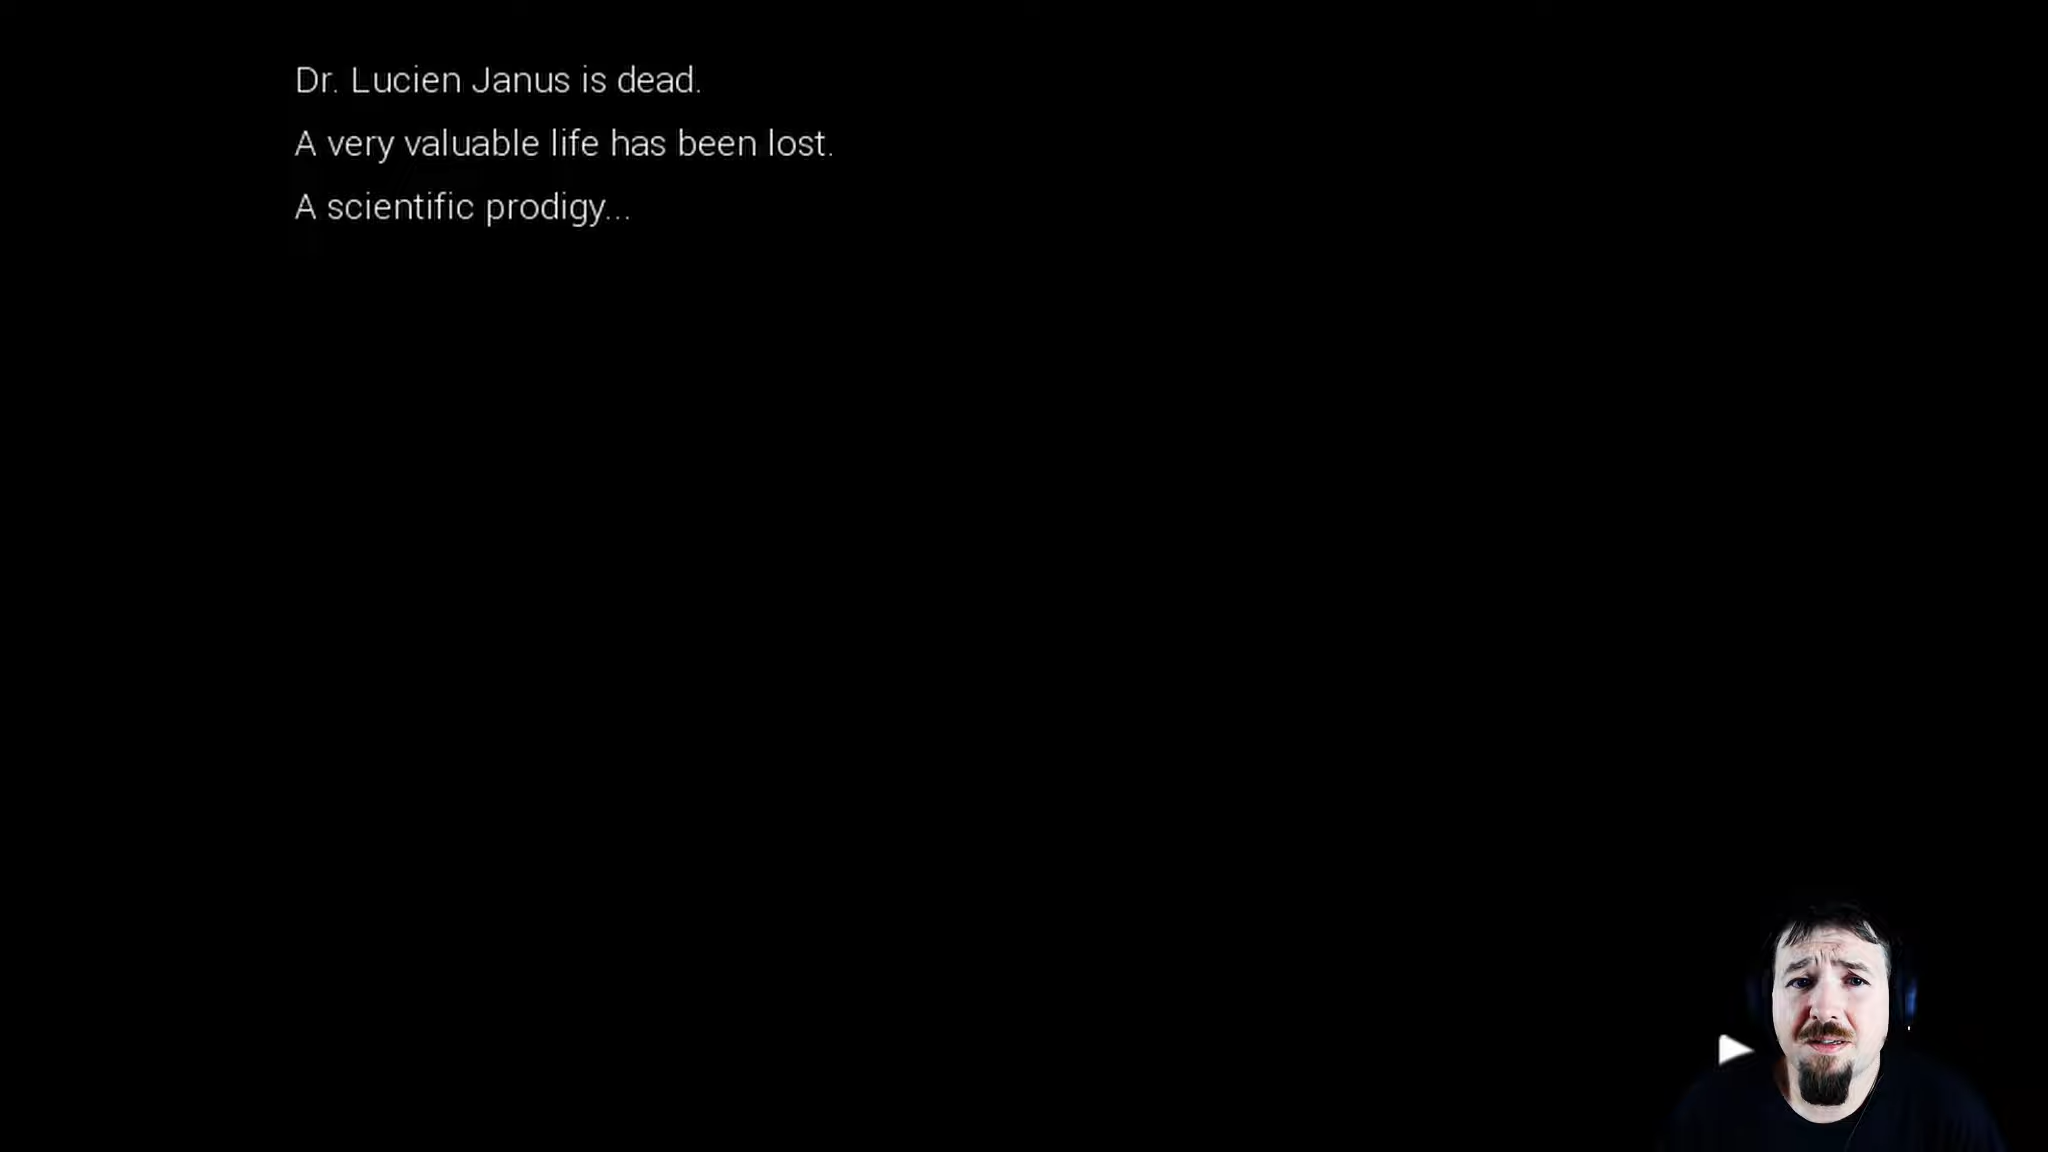 Dr. Lucien Janus is dead.
A very valuable life has been lost.
A scientific prodigy...